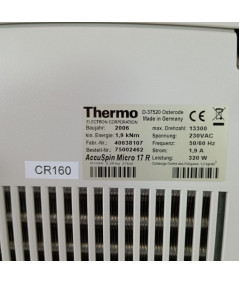 Thermo
ELECTRON CORPORATION
D-37520 Osterode
Made in Germany
Baujahr: 2006
max. Drehzahl: 13300
kin. Energie: 1,9 kNm
Spannung: 230VAC
Fabr.-Nr.: 40638107
Frequenz: 50/60 Hz
Bestell-Nr.: 75002462
Strom: 1,9 A
AccuSpin Micro 17 R
Leistung: 320 W
CR160